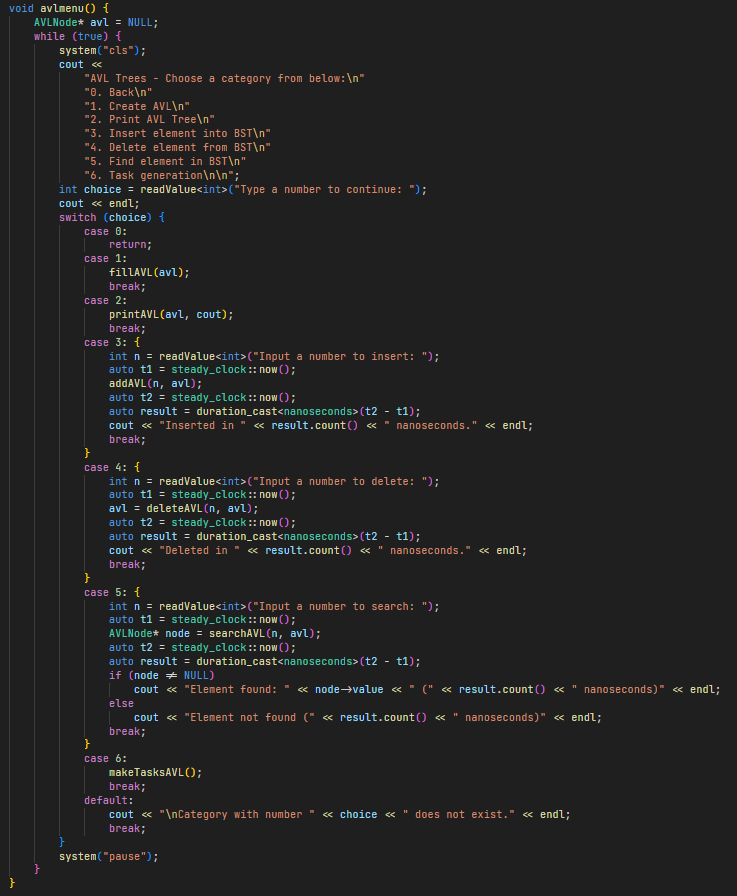 void avlmenu() {
    AVLNode* avl = NULL;
    while (true) {
        system("cls");
        cout <<
            "AVL Trees - Choose a category from below:\n"
            "0. Back\n"
            "1. Create AVL\n"
            "2. Print AVL Tree\n"
            "3. Insert element into BST\n"
            "4. Delete element from BST\n"
            "5. Find element in BST\n"
            "6. Task generation\n\n";
        int choice = readValue<int>("Type a number to continue: ");
        cout << endl;
        switch (choice) {
            case 0:
                return;
            case 1:
                fillAVL(avl);
                break;
            case 2:
                printAVL(avl, cout);
                break;
            case 3: {
                int n = readValue<int>("Input a number to insert: ");
                auto t1 = steady_clock::now();
                addAVL(n, avl);
                auto t2 = steady_clock::now();
                auto result = duration_cast<nanoseconds>(t2 - t1);
                cout << "Inserted in " << result.count() << " nanoseconds." << endl;
                break;
            }
            case 4: {
                int n = readValue<int>("Input a number to delete: ");
                auto t1 = steady_clock::now();
                avl = deleteAVL(n, avl);
                auto t2 = steady_clock::now();
                auto result = duration_cast<nanoseconds>(t2 - t1);
                cout << "Deleted in " << result.count() << " nanoseconds." << endl;
                break;
            }
            case 5: {
                int n = readValue<int>("Input a number to search: ");
                auto t1 = steady_clock::now();
                AVLNode* node = searchAVL(n, avl);
                auto t2 = steady_clock::now();
                auto result = duration_cast<nanoseconds>(t2 - t1);
                if (node != NULL)
                    cout << "Element found: " << node->value << " (" << result.count() << " nanoseconds)" << endl;
                else
                    cout << "Element not found (" << result.count() << " nanoseconds)" << endl;
                break;
            }
            case 6:
                makeTasksAVL();
                break;
            default:
                cout << "\nCategory with number " << choice << " does not exist." << endl;
                break;
        }
        system("pause");
    }
}